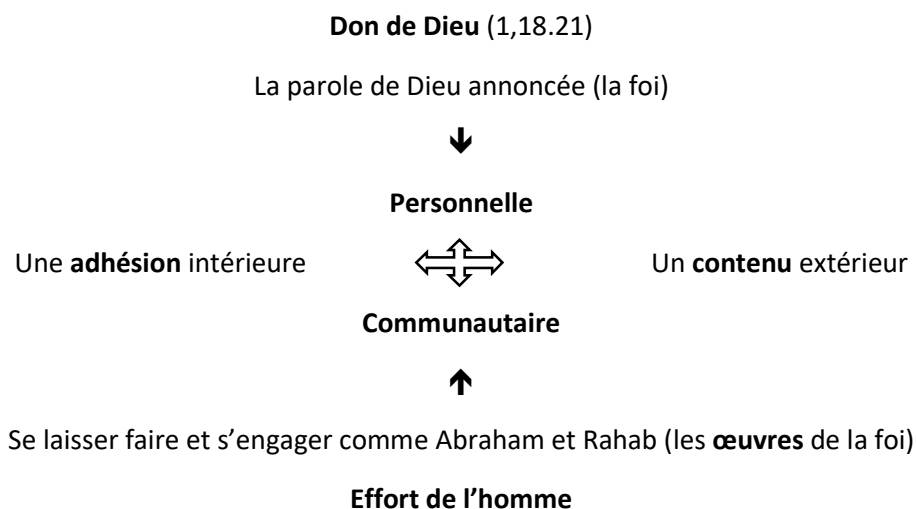 Don de Dieu (1,18.21)
La parole de Dieu annoncée (la foi)
Personnelle
Une adhésion intérieure
Un contenu extérieur
Communautaire
Se laisser faire et s’engager comme Abraham et Rahab (les œuvres de la foi)
Effort de l’homme